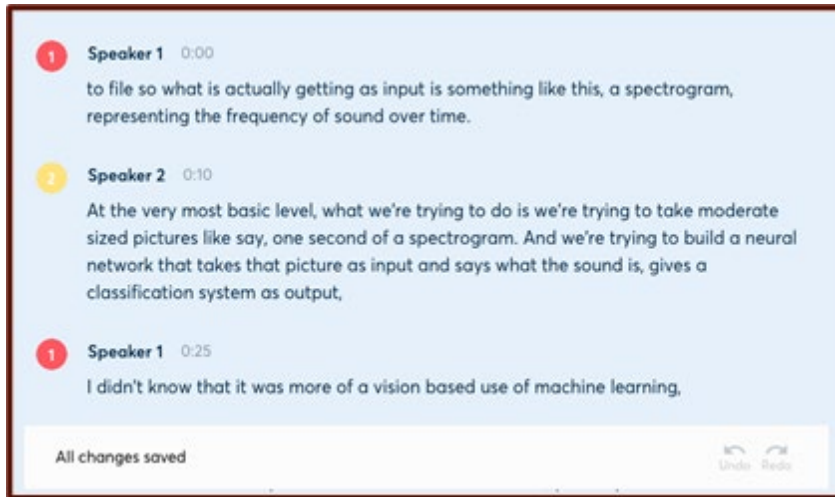 1 Speaker 1 0:00
to file so what is actually getting as input is something like this, a spectrogram,
representing the frequency of sound over time.
2 Speaker 2 0:10
At the very most basic level, what we're trying to do is we're trying to take moderate
sized pictures like say, one second of a spectrogram. And we're trying to build a neural
network that takes that picture as input and says what the sound is, gives a
classification system as output,
1 Speaker 1 0:25
I didn't know that it was more of a vision based use of machine learning,
All changes saved
Undo Redo